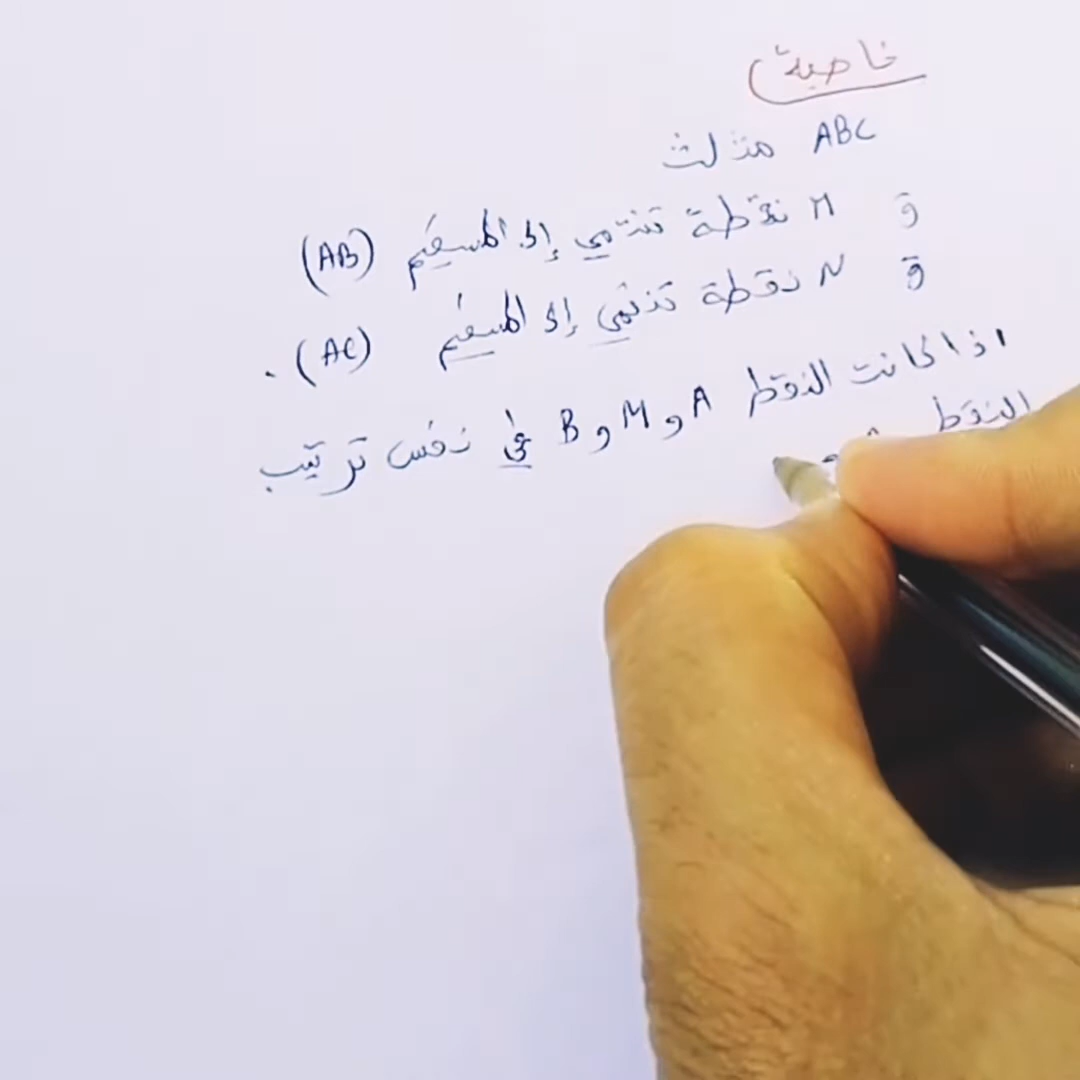 خاصية
ABC مثلث
و M نقطة تنتمي إلى المستقيم (AB)
و N نقطة تنتمي إلى المستقيم (AC) .
اذا كانت النقط A و M و B في نفس ترتيب
النقط